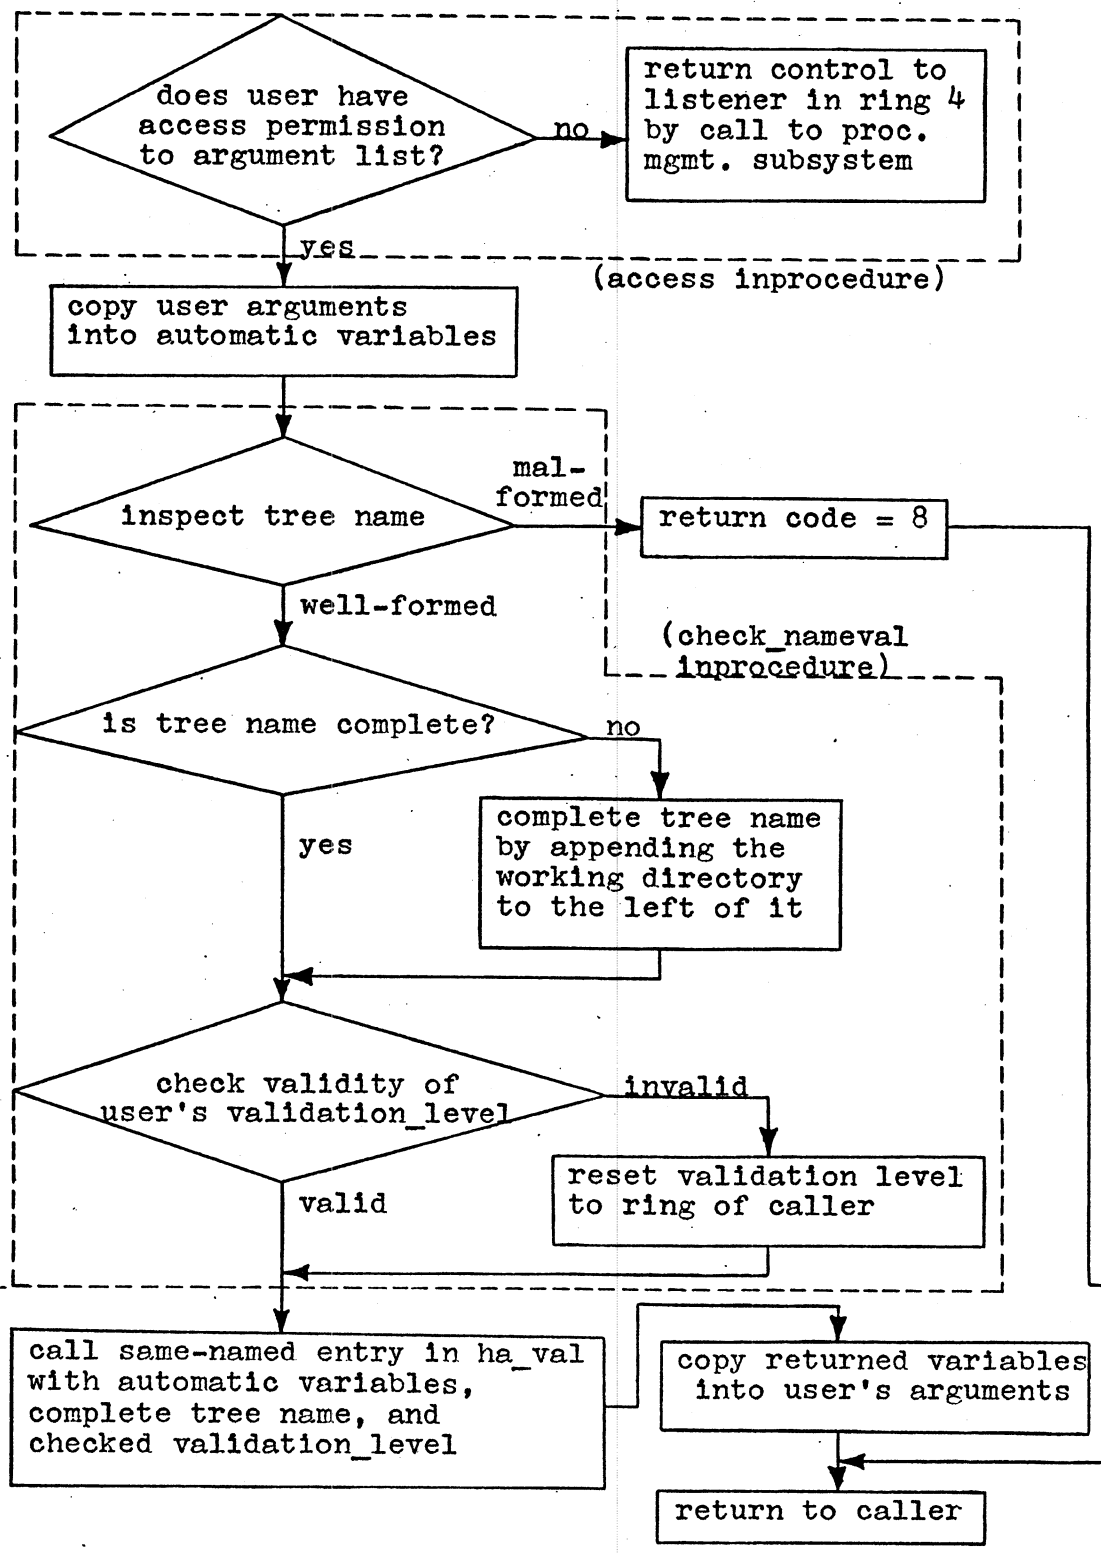 does user have
access permission
to argument list?
no
return control to
listener in ring 4
by call to proc.
mgmt. subsystem
yes
(access inprocedure)
copy user arguments
into automatic variables
mal-
formed
inspect tree name
return code = 8
well-formed
(check_nameval
inprocedure)
is tree name complete?
no
complete tree name
by appending the
working directory
to the left of it
yes
check validity of
user's validation_level
invalid
reset validation level
to ring of caller
valid
call same-named entry in ha_val
with automatic variables,
complete tree name, and
checked validation_level
copy returned variables
into user's arguments
return to caller